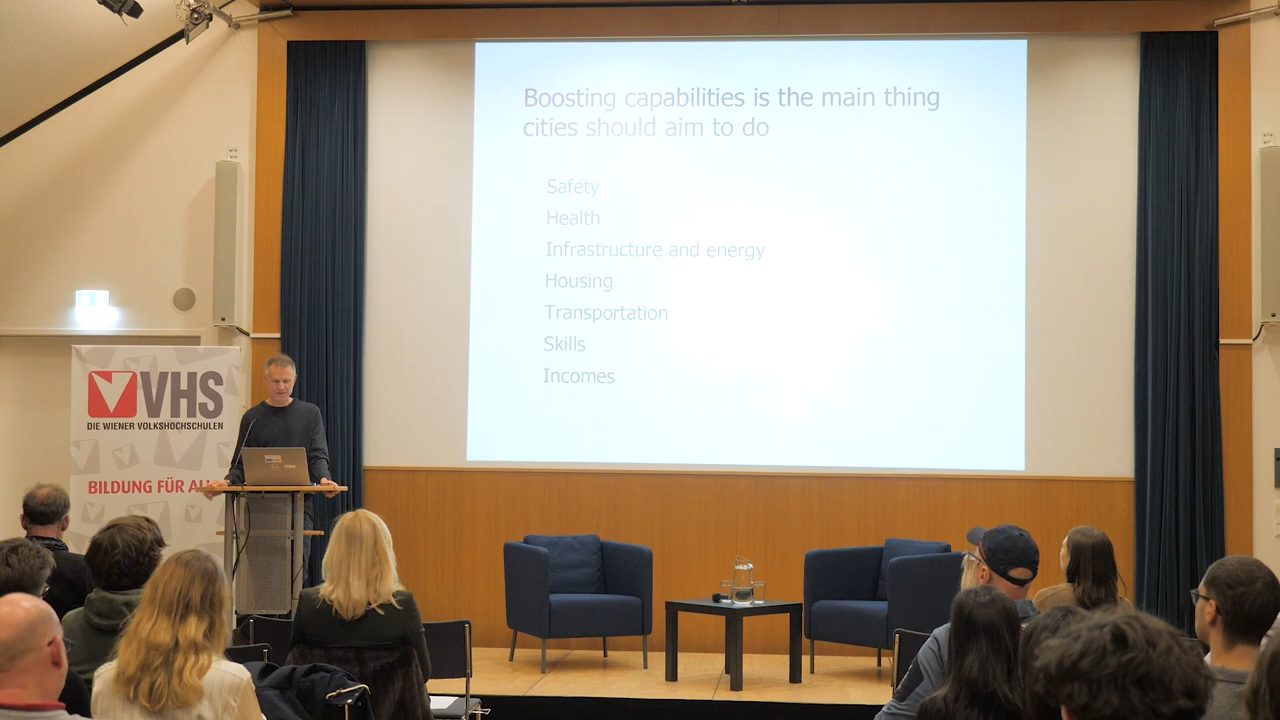 Boosting capabilities is the main thing
cities should aim to do
Safety
Health
Infrastructure and energy
Housing
Transportation
Skills
Incomes
VHS
DIE WIENER VOLKSHOCHSCHULEN
BILDUNG FÜR